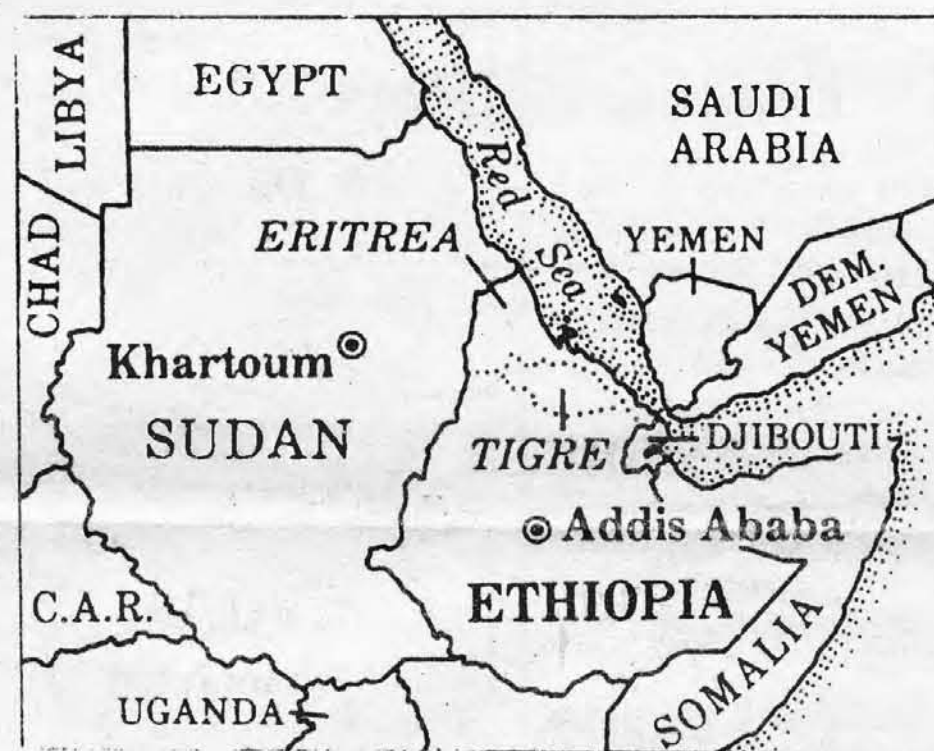 LIBYA
EGYPT
SAUDI
ARABIA
Red
Sea
CHAD
ERITREA
YEMEN
DEM.
YEMEN
Khartoum
SUDAN
TIGRE
DJIBOUTI
Addis Ababa
ETHIOPIA
C.A.R.
SOMALIA
UGANDA